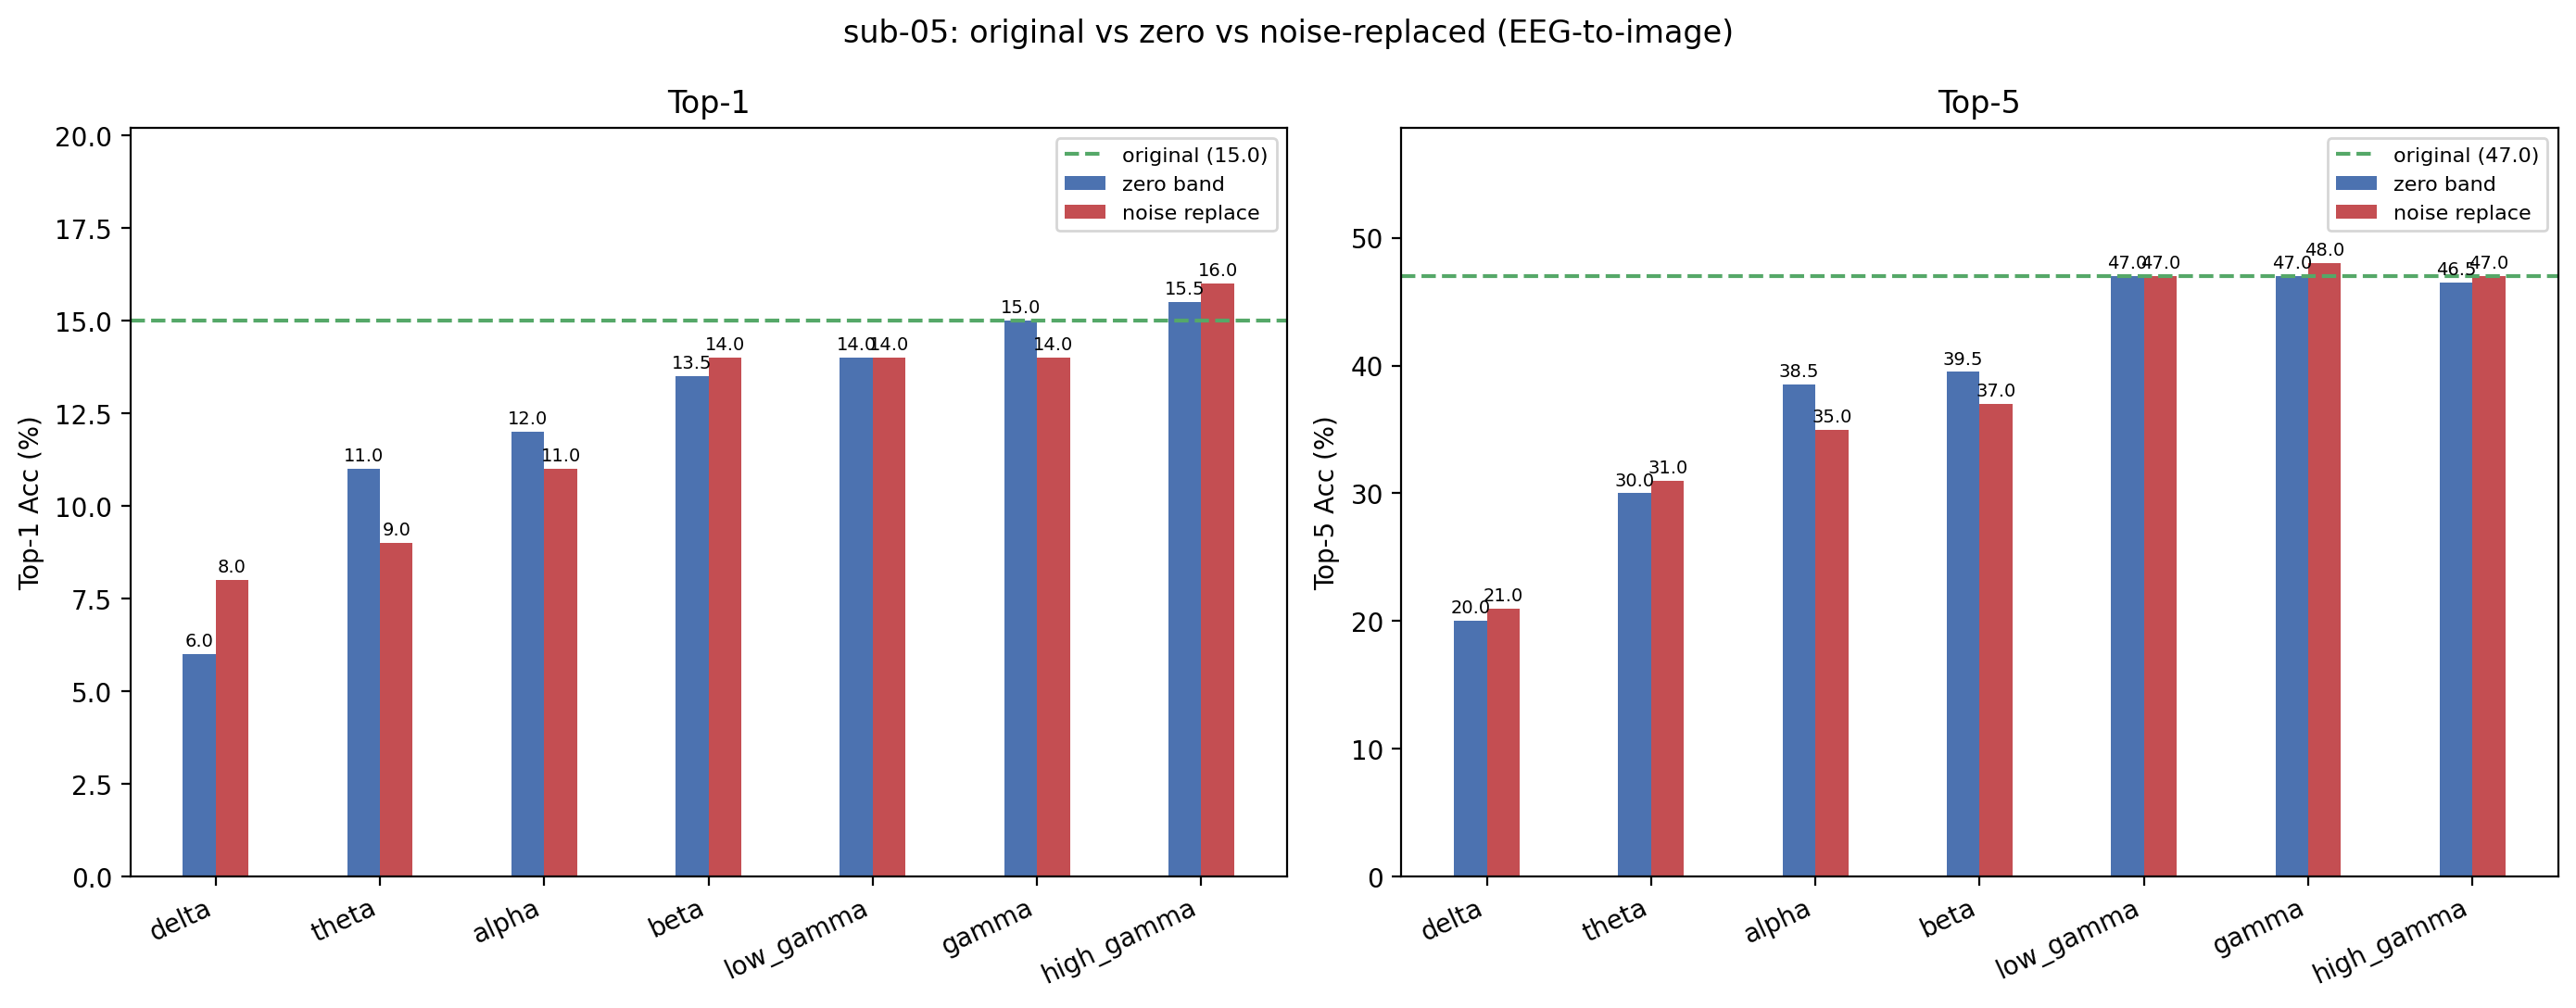 sub-05: original vs zero vs noise-replaced (EEG-to-image)
Top-1
20.0
17.5
15.0
12.5
10.0
7.5
5.0
2.5
0.0
Top-1 Acc (%)
original (15.0)
zero band
noise replace
6.0
8.0
11.0
9.0
12.0
11.0
13.5
14.0
14.0
14.0
15.0
14.0
15.5
16.0
delta
theta
alpha
beta
low_gamma
gamma
high_gamma
Top-5
50
40
30
20
10
0
Top-5 Acc (%)
original (47.0)
zero band
noise replace
20.0
21.0
30.0
31.0
38.5
35.0
39.5
37.0
47.0
47.0
47.0
48.0
46.5
47.0
delta
theta
alpha
beta
low_gamma
gamma
high_gamma